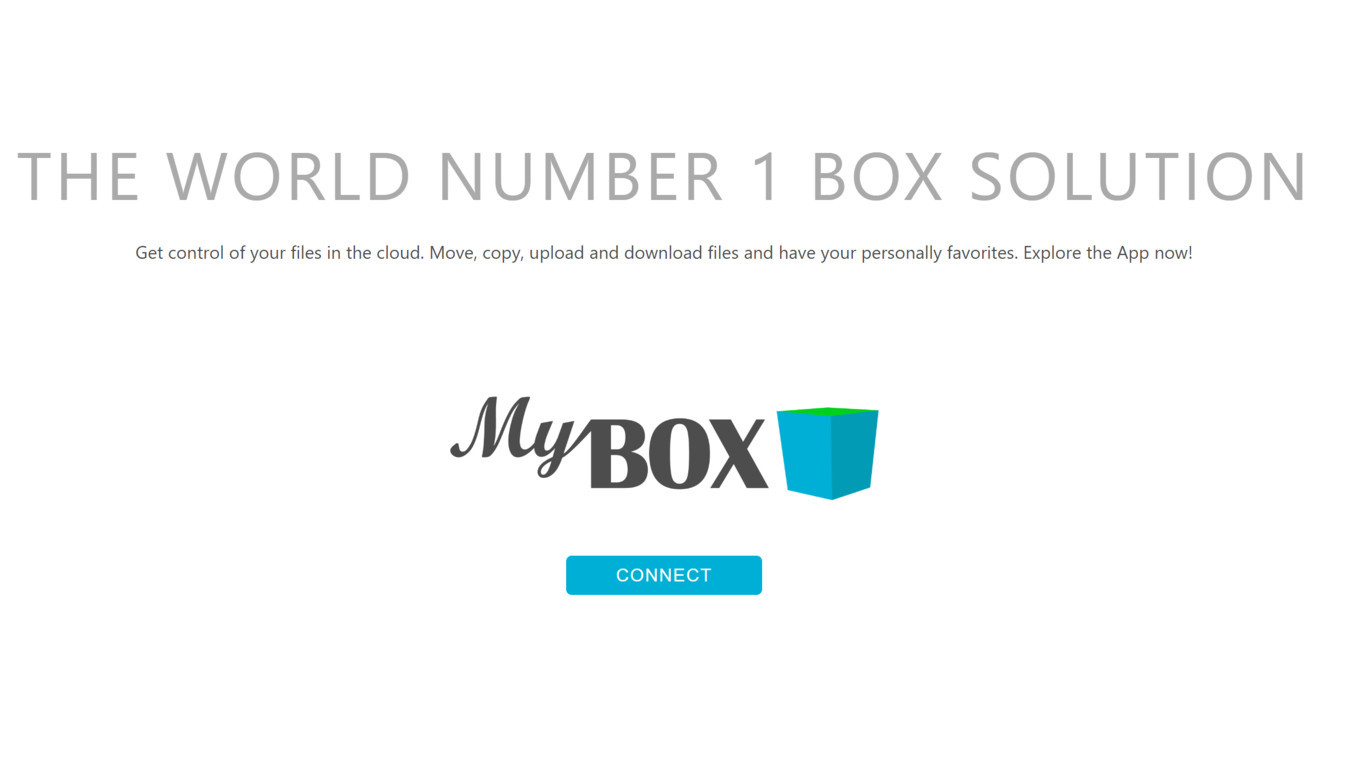 THE WORLD NUMBER 1 BOX SOLUTION
Get control of your files in the cloud. Move, copy, upload and download files and have your personally favorites. Explore the App now!
MyBOX
CONNECT